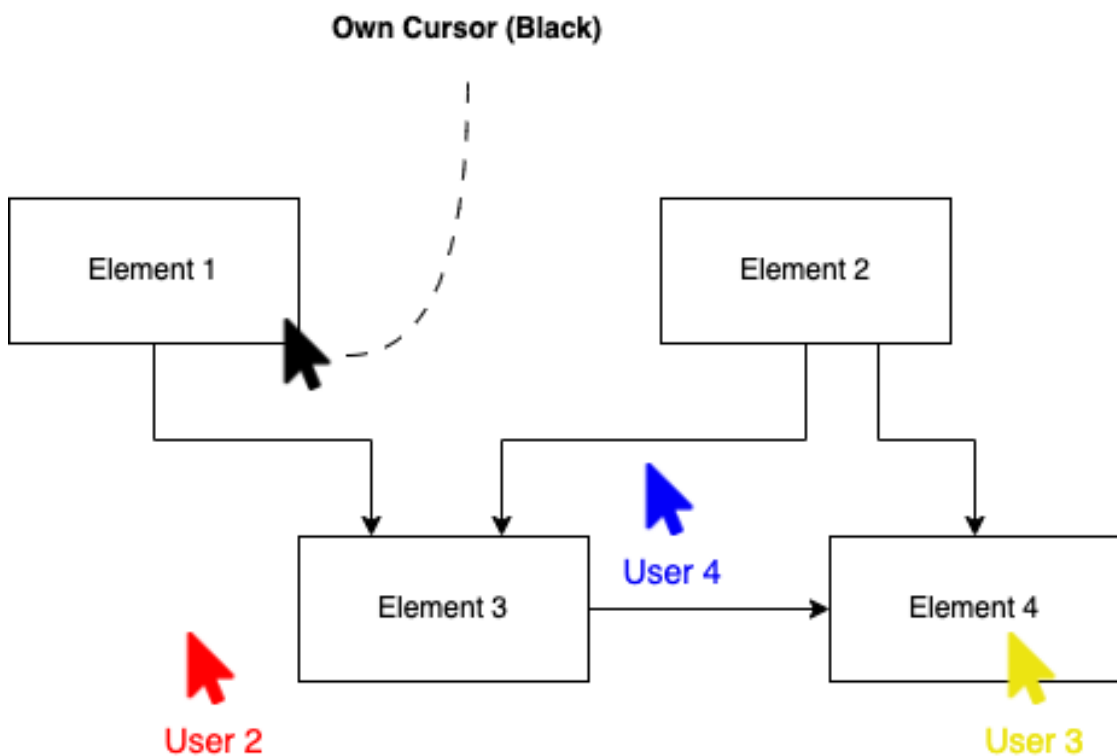 Own Cursor (Black)
Element 1
Element 2
User 4
Element 3
Element 4
User 2
User 3